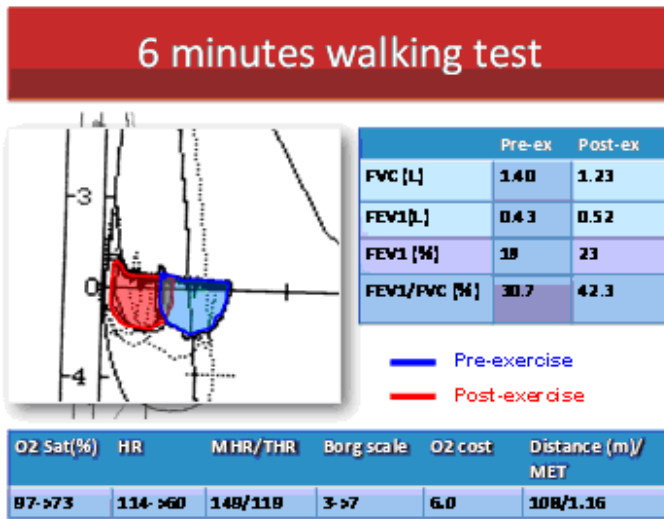 6 minutes walking test
3
0
4
Pre-ex Post-ex
FVC (L) 1.40 1.23
FEV1(L) 0.43 0.52
FEV1 (%) 19 23
FEV1/FVC (%) 30.7 42.3
Pre-exercise
Post-exercise
O2 Sat(%) HR MHR/THR Borg scale O2 cost Distance (m)/
MET
97->73 114->60 149/119 3->7 6.0 108/1.16